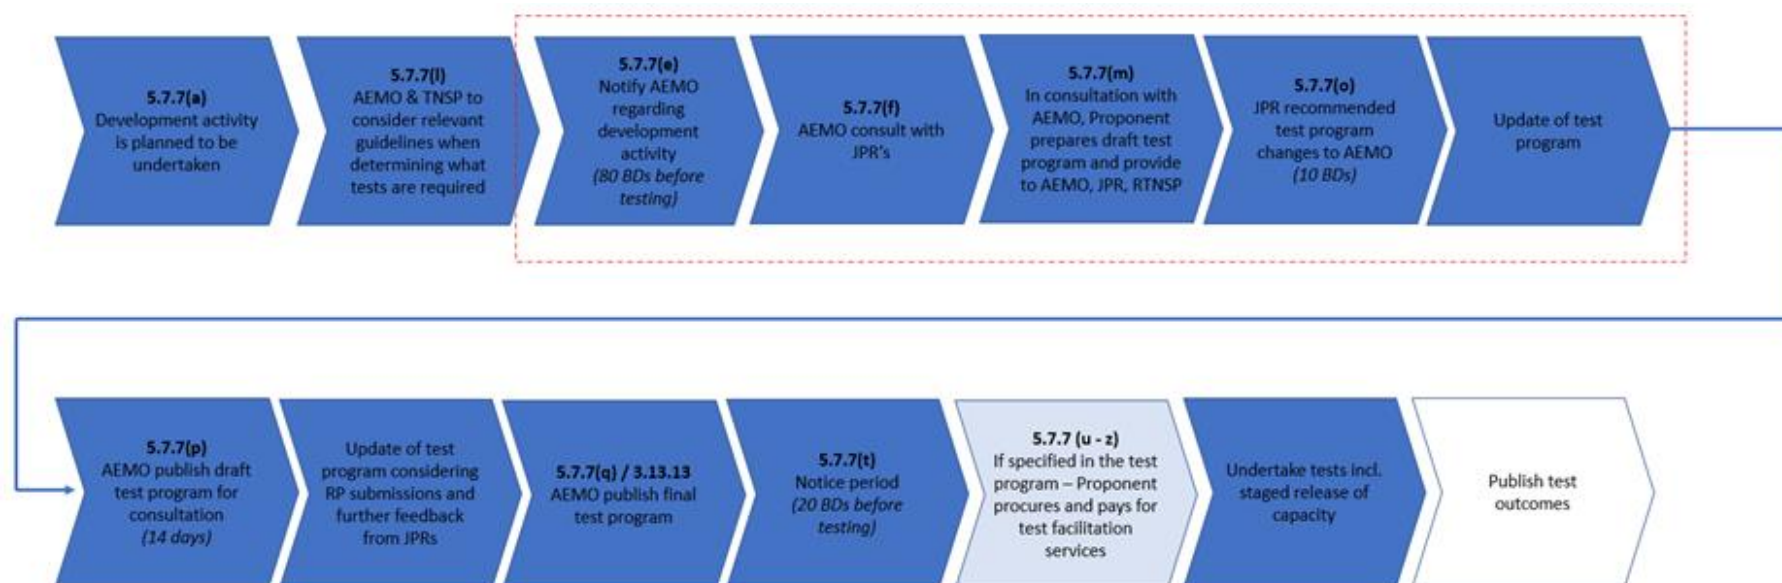 5.7.7(a)
Development activity
is planned to be
undertaken
5.7.7(l)
AEMO & TNSP to
consider relevant
guidelines when
determining what
tests are required
5.7.7(e)
Notify AEMO
regarding
development
activity
(80 BDs before
testing)
5.7.7(f)
AEMO consult with
JPR's
5.7.7(m)
In consultation with
AEMO, Proponent
prepares draft test
program and provide
to AEMO, JPR, RTNSP
5.7.7(o)
JPR recommended
test program
changes to AEMO
(10 BDs)
Update of test
program
5.7.7(p)
AEMO publish draft
test program for
consultation
(14 days)
Update of test
program considering
RP submissions and
further feedback
from JPRs
5.7.7(q) / 3.13.13
AEMO publish final
test program
5.7.7(t)
Notice period
(20 BDs before
testing)
5.7.7 (u - z)
If specified in the test
program – Proponent
procures and pays for
test facilitation
services
Undertake tests incl.
staged release of
capacity
Publish test
outcomes